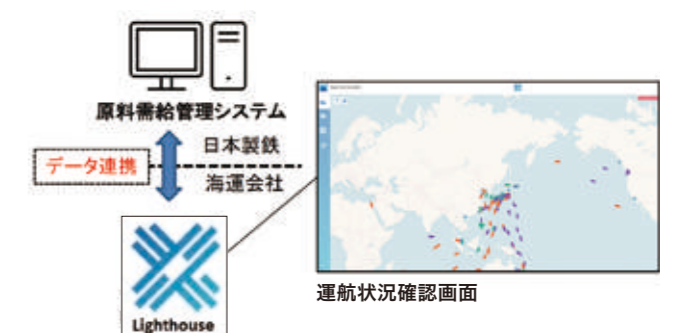 原料需給管理システム
日本製鉄
データ連携
海運会社
Lighthouse
運航状況確認画面